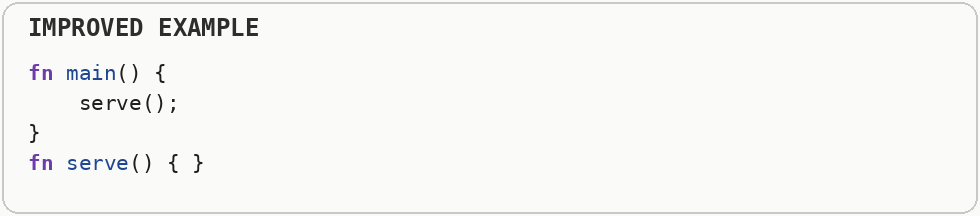 IMPROVED EXAMPLE
fn main() {
    serve();
}
fn serve() { }